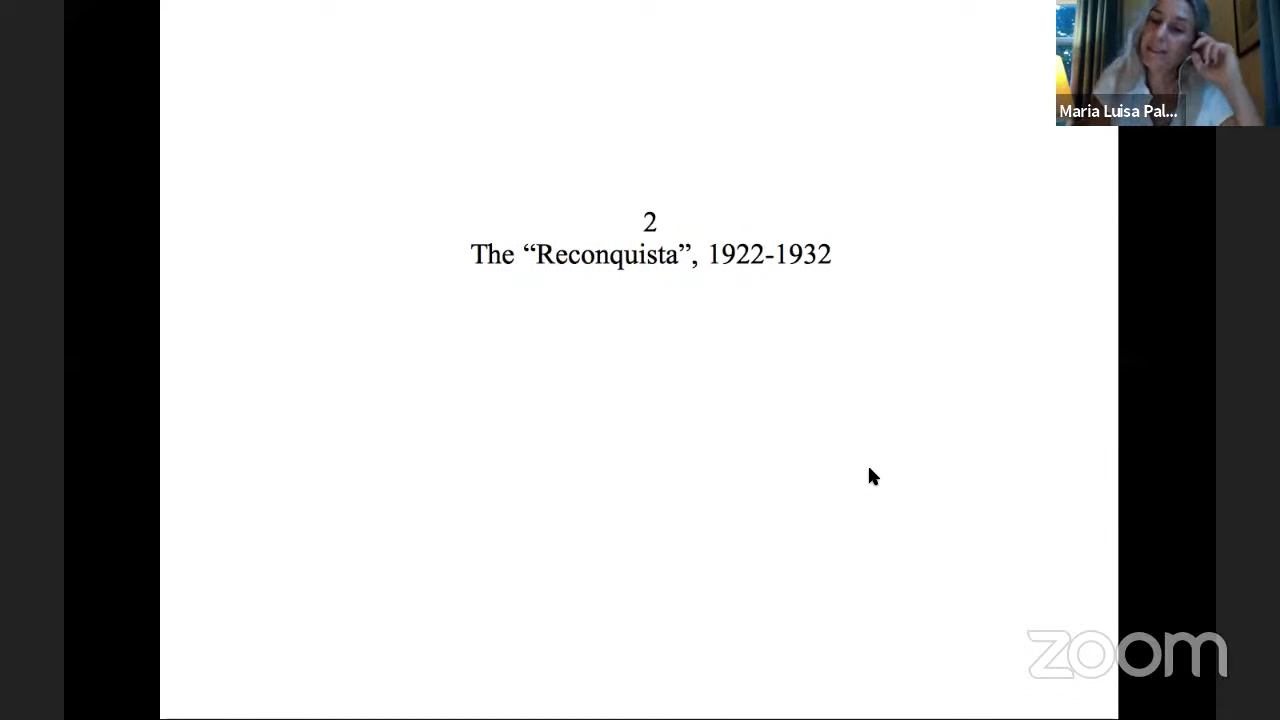 Maria Luisa Pal...
2
The “Reconquista”, 1922-1932
zoom